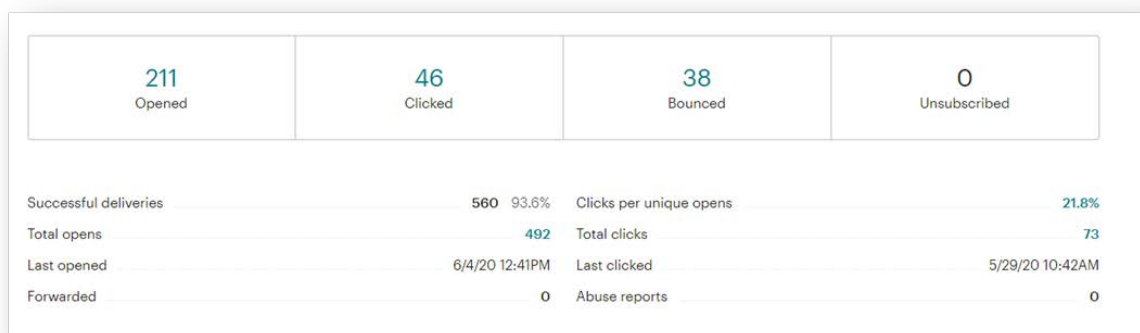 211 46 38 0
Opened Clicked Bounced Unsubscribed
Successful deliveries 560 93.6% Clicks per unique opens 21.8%
Total opens 492 Total clicks 73
Last opened 6/4/20 12:41PM Last clicked 5/29/20 10:42AM
Forwarded 0 Abuse reports 0